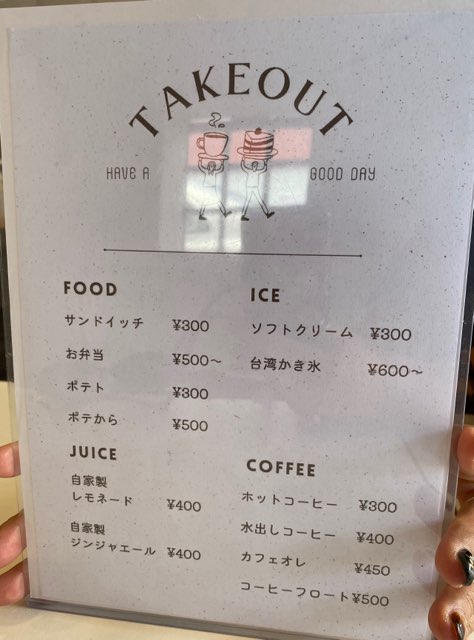 TAKEOUT
HAVE A GOOD DAY
FOOD
サンドイッチ ¥300
お弁当 ¥500～
ポテト ¥300
ポテから ¥500
ICE
ソフトクリーム ¥300
台湾かき氷 ¥600～
JUICE
自家製
レモネード ¥400
自家製
ジンジャエール ¥400
COFFEE
ホットコーヒー ¥300
水出しコーヒー ¥400
カフェオレ ¥450
コーヒーフロート ¥500